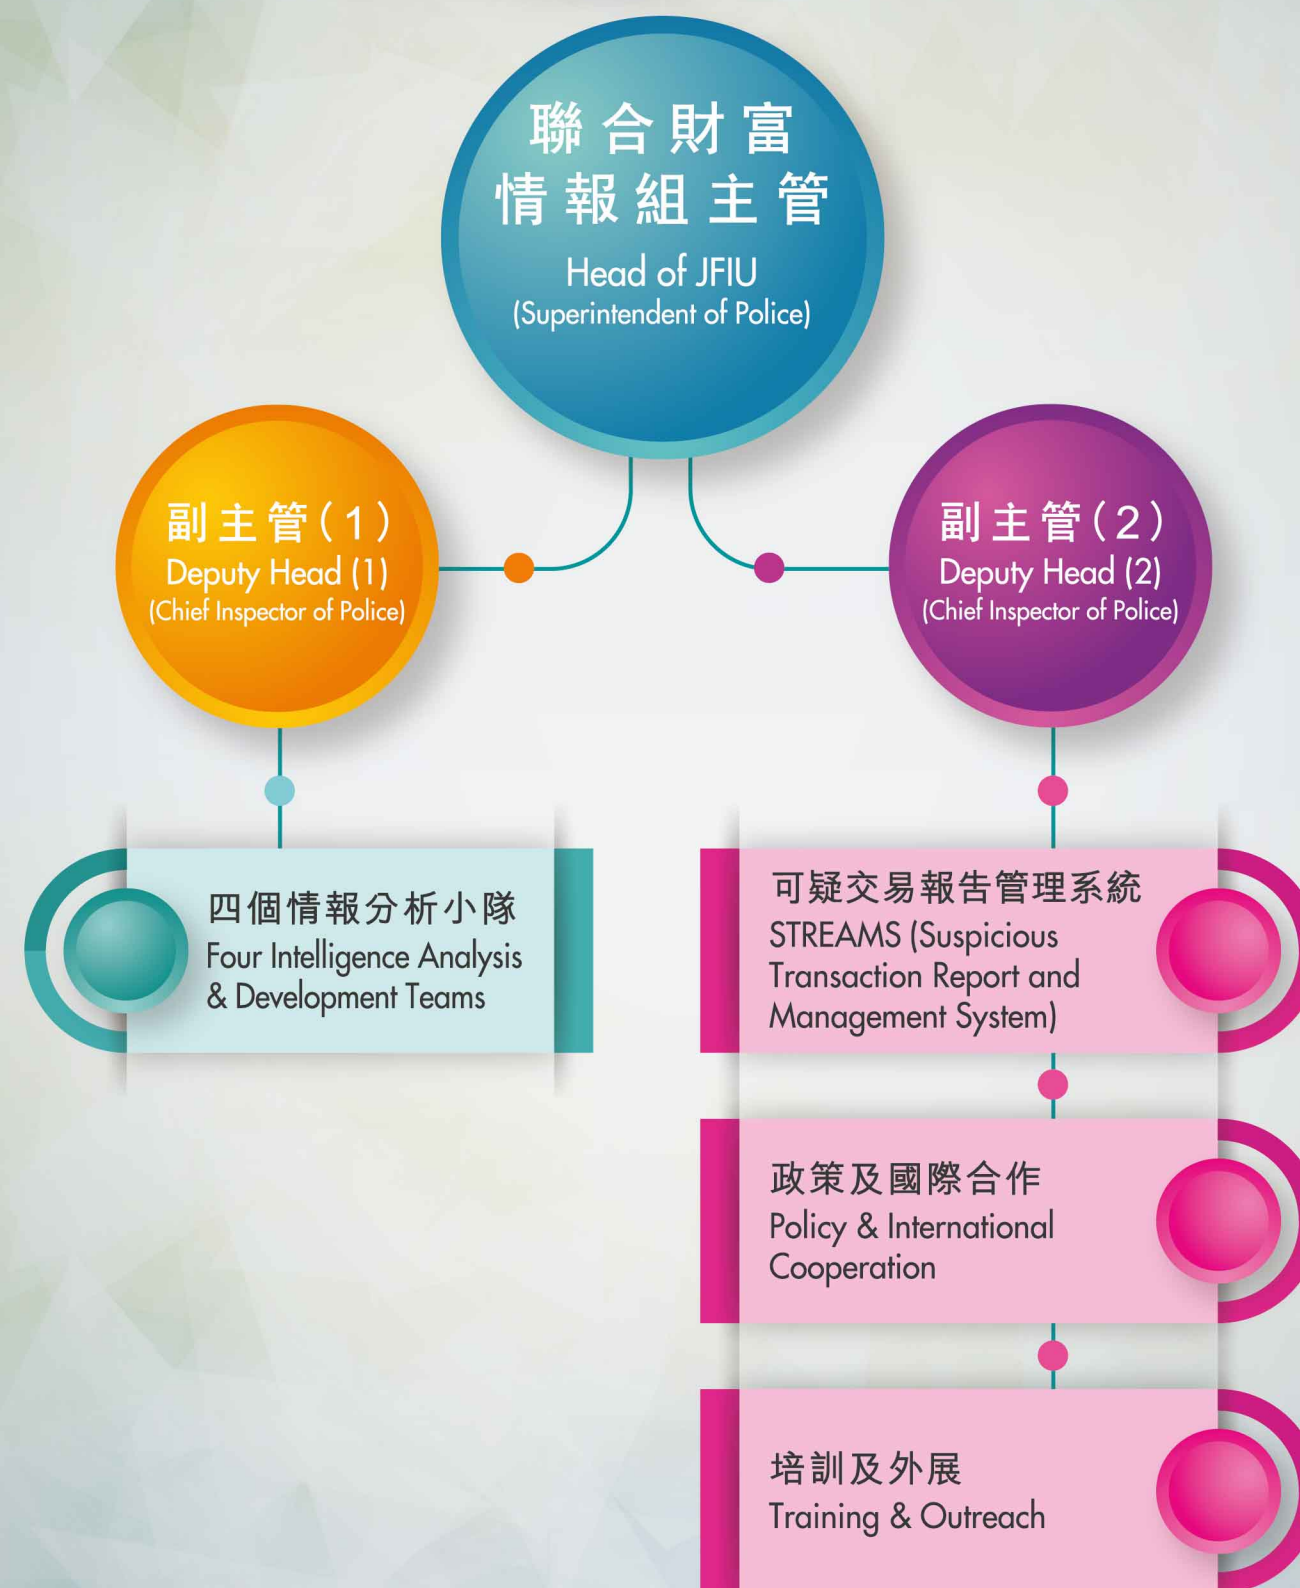 聯合財富
情報組主管
Head of JFIU
(Superintendent of Police)
副主管(1)
Deputy Head (1)
(Chief Inspector of Police)
副主管(2)
Deputy Head (2)
(Chief Inspector of Police)
四個情報分析小隊
Four Intelligence Analysis
& Development Teams
可疑交易報告管理系統
STREAMS (Suspicious
Transaction Report and
Management System)
政策及國際合作
Policy & International
Cooperation
培訓及外展
Training & Outreach